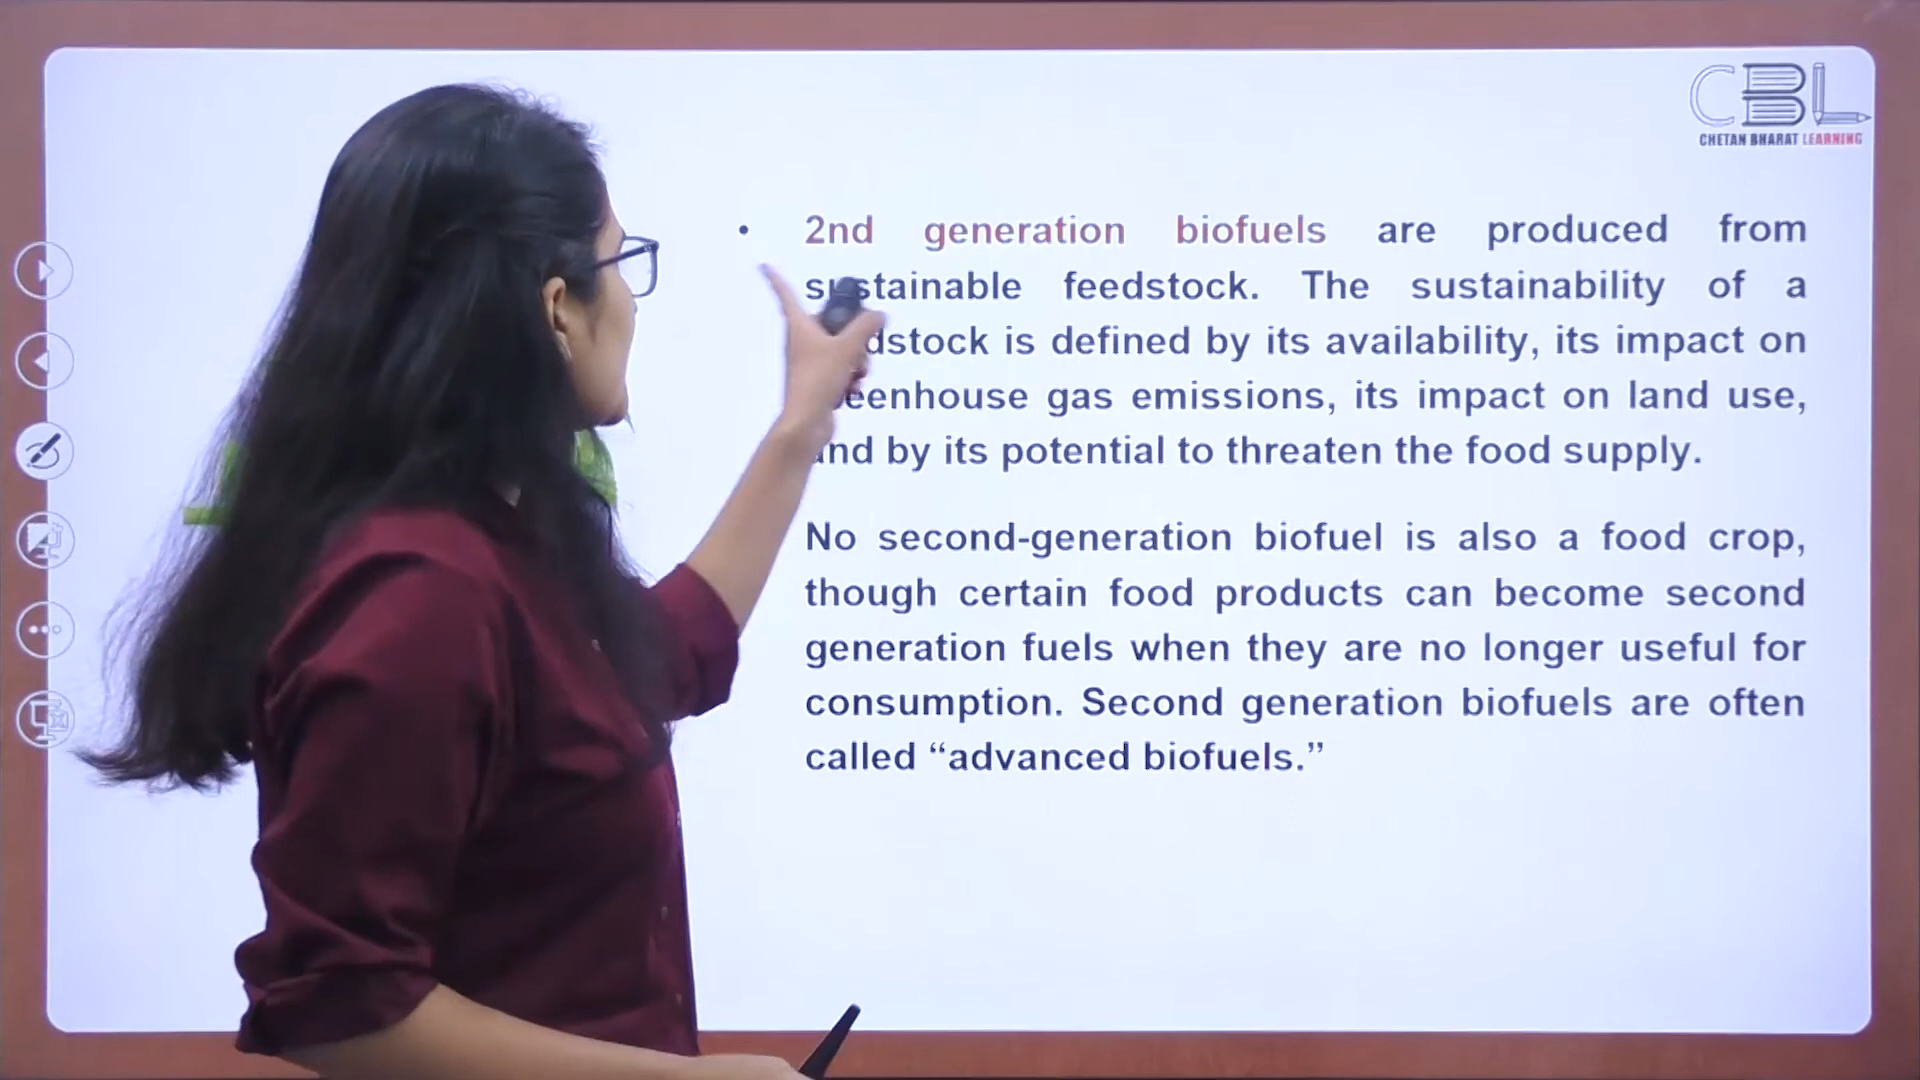 CBL
CHETAN BHARAT LEARNING
• 2nd generation biofuels are produced from
sustainable feedstock. The sustainability of a
is defined by its availability, its impact on
gas emissions, its impact on land use,
and by its potential to threaten the food supply.
No second-generation biofuel is also a food crop,
though certain food products can become second
generation fuels when they are no longer useful for
consumption. Second generation biofuels are often
called “advanced biofuels.”